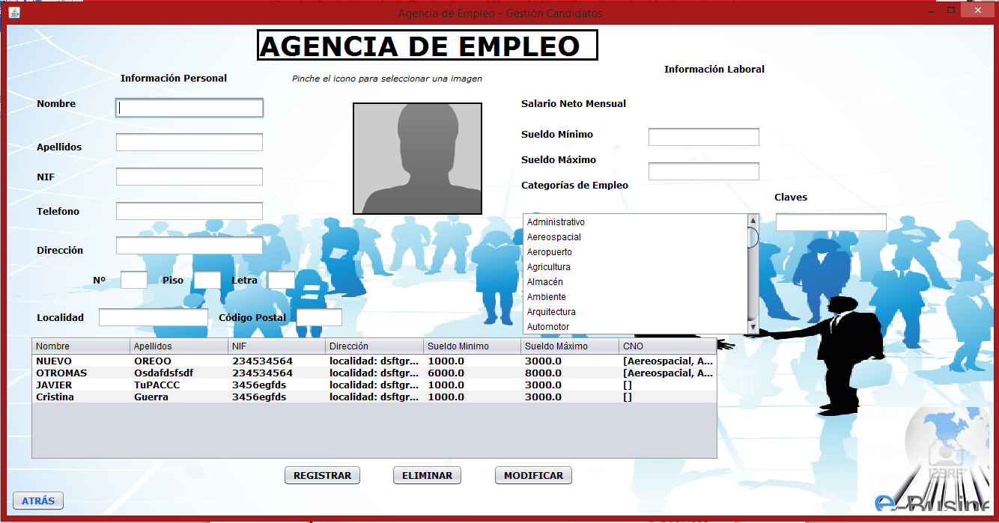 Agencia de Empleo - Gestión Candidatos
AGENCIA DE EMPLEO
Información Personal
Pinche el icono para seleccionar una imagen
Información Laboral
Nombre
Salario Neto Mensual
Apellidos
Sueldo Mínimo
NIF
Sueldo Máximo
Categorías de Empleo
Claves
Telefono
Administrativo
Aereospacial
Aeropuerto
Agricultura
Almacén
Ambiente
Arquitectura
Automotor
Dirección
Nº Piso Letra
Localidad Código Postal
Nombre Apellidos NIF Dirección Sueldo Minimo Sueldo Máximo CNO
NUEVO OREOO 234534564 localidad: dsftgr... 1000.0 3000.0 [Aereospacial, A...
OTROMAS Osdafdsfsdf 234534564 localidad: dsftgr... 6000.0 8000.0 [Aereospacial, A...
JAVIER TuPACCC 3456egfds localidad: dsftgr... 1000.0 3000.0 []
Cristina Guerra 3456egfds localidad: dsftgr... 1000.0 3000.0 []
REGISTRAR ELIMINAR MODIFICAR
ATRÁS
123RF
e-Busine